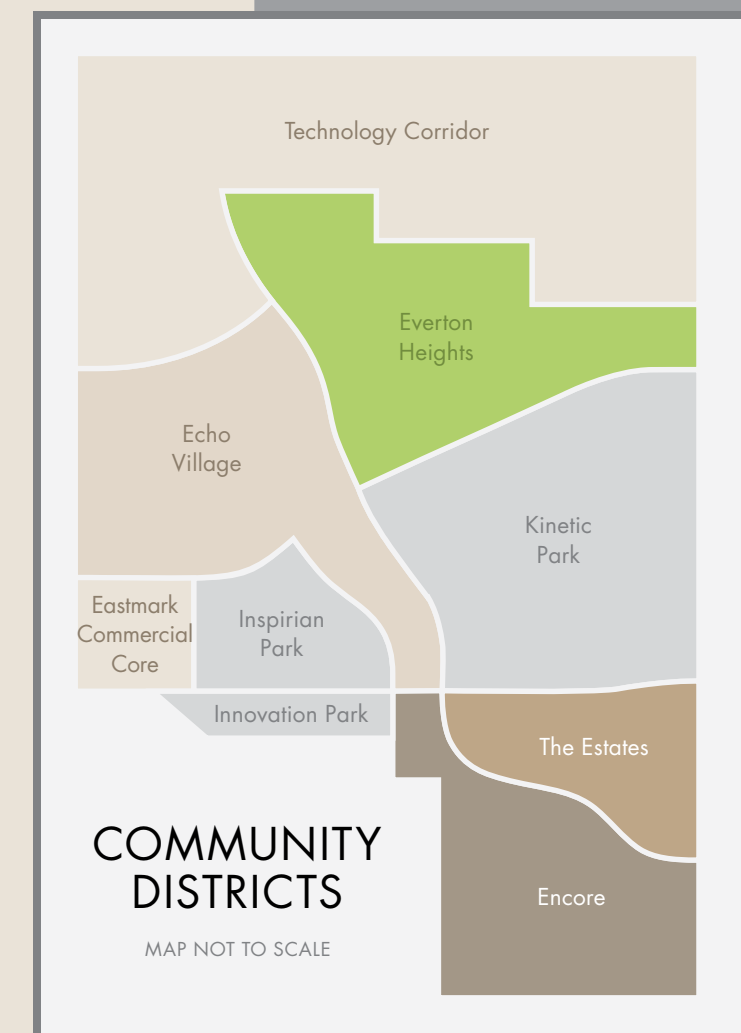 Technology Corridor
Everton
Heights
Echo
Village
Kinetic
Park
Eastmark
Commercial
Core
Inspirian
Park
Innovation Park
The Estates
COMMUNITY
DISTRICTS
Encore
MAP NOT TO SCALE